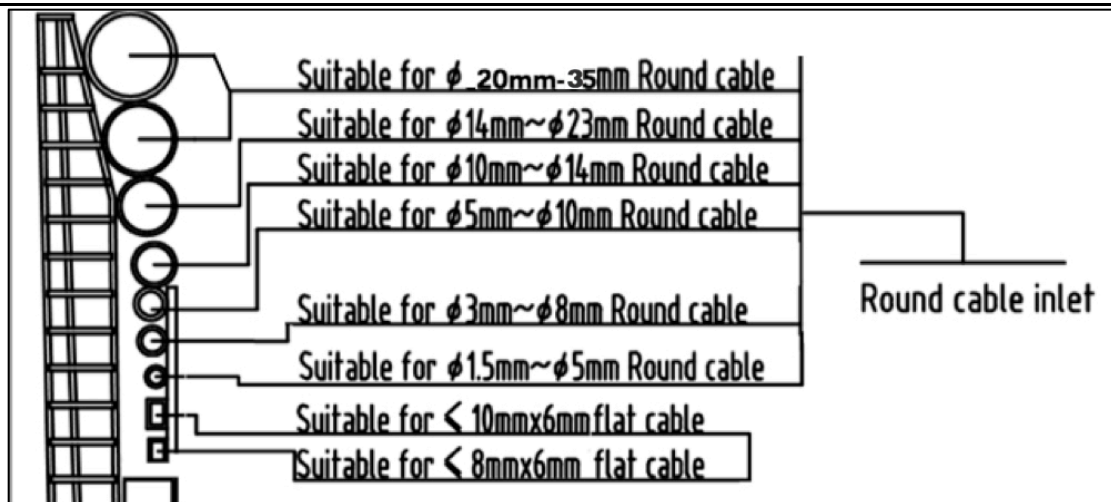 Suitable for ϕ 20mm-35mm Round cable
Suitable for ϕ14mm~ϕ23mm Round cable
Suitable for ϕ10mm~ϕ14mm Round cable
Suitable for ϕ5mm~ϕ10mm Round cable
Round cable inlet
Suitable for ϕ3mm~ϕ8mm Round cable
Suitable for ϕ1.5mm~ϕ5mm Round cable
Suitable for < 10mmx6mm flat cable
Suitable for < 8mmx6mm flat cable